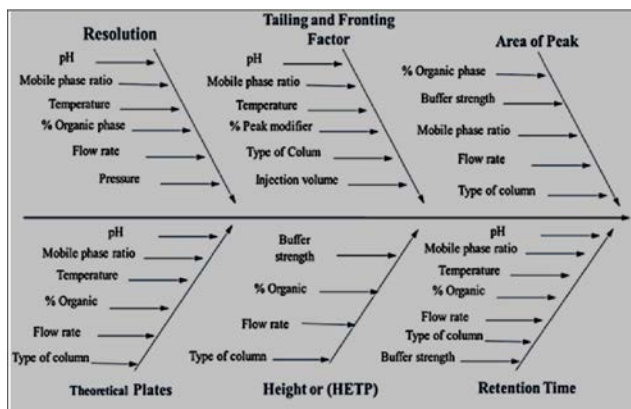 Resolution
pH
Mobile phase ratio
Temperature
% Organic phase
Flow rate
Pressure
Tailing and Fronting
Factor
pH
Mobile phase ratio
Temperature
% Peak modifier
Type of Colum
Injection volume
Area of Peak
% Organic phase
Buffer strength
Mobile phase ratio
Flow rate
Type of column
pH
Mobile phase ratio
Temperature
% Organic
Flow rate
Type of column
Theoretical Plates
Buffer
strength
% Organic
Flow rate
Type of column
Height or (HETP)
pH
Mobile phase ratio
Temperature
% Organic
Flow rate
Type of column
Buffer strength
Retention Time